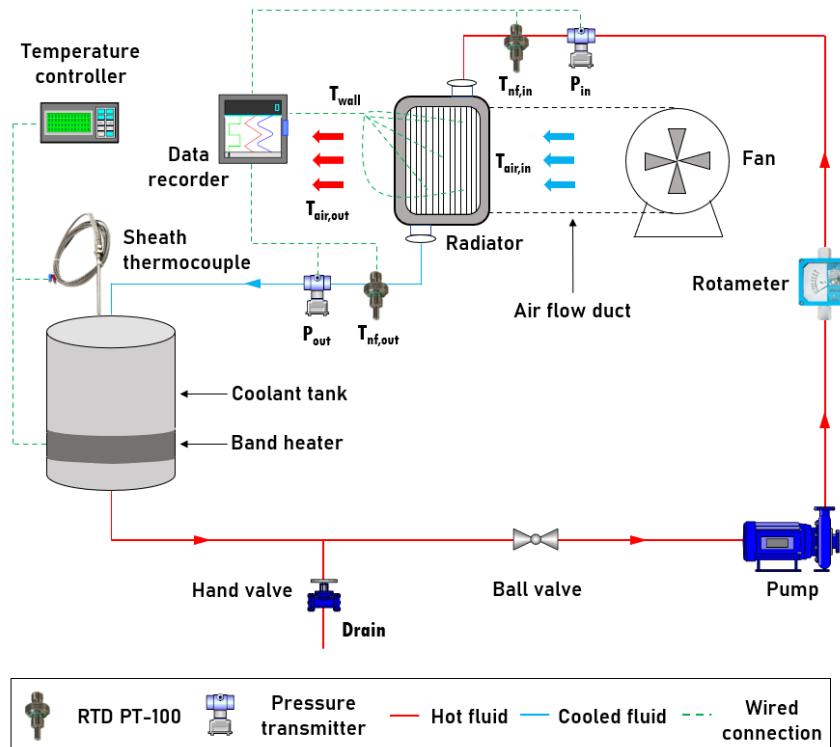 Temperature
controller
T_wall
T_nf,in
P_in
Data
recorder
T_air,in
Fan
T_air,out
Radiator
Sheath
thermocouple
Rotameter
Air flow duct
P_out
T_nf,out
Coolant tank
Band heater
Hand valve
Ball valve
Pump
Drain
RTD PT-100
Pressure
transmitter
Hot fluid
Cooled fluid
Wired
connection